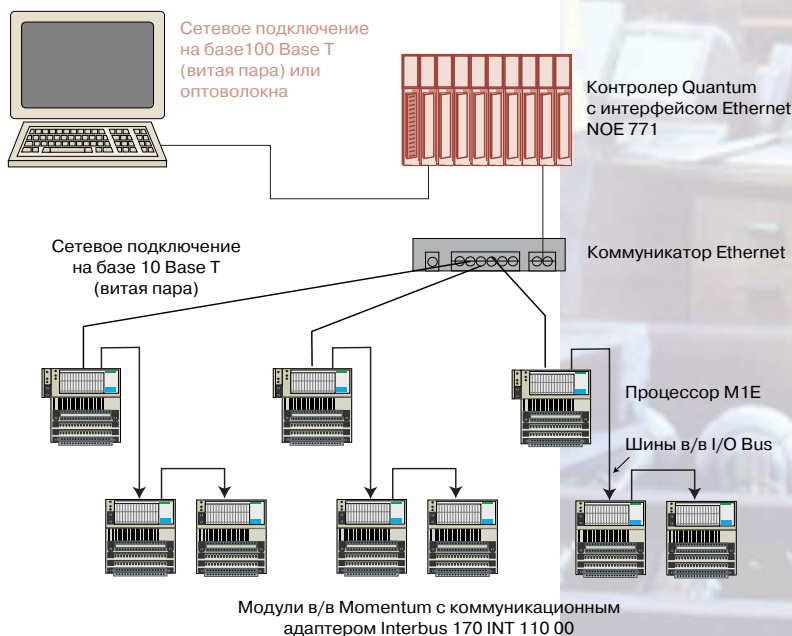 Сетевое подключение
на базе100 Base T
(витая пара) или
оптоволокна
Контролер Quantum
с интерфейсом Ethernet
NOE 771
Сетевое подключение
на базе 10 Base T
(витая пара)
Коммуникатор Ethernet
Процессор M1E
Шины в/в I/O Bus
Модули в/в Momentum с коммуникационным
адаптером Interbus 170 INT 110 00